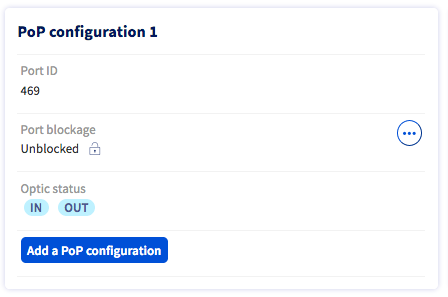 PoP configuration 1
Port ID
469
Port blockage
Unblocked
Optic status
IN OUT
Add a PoP configuration